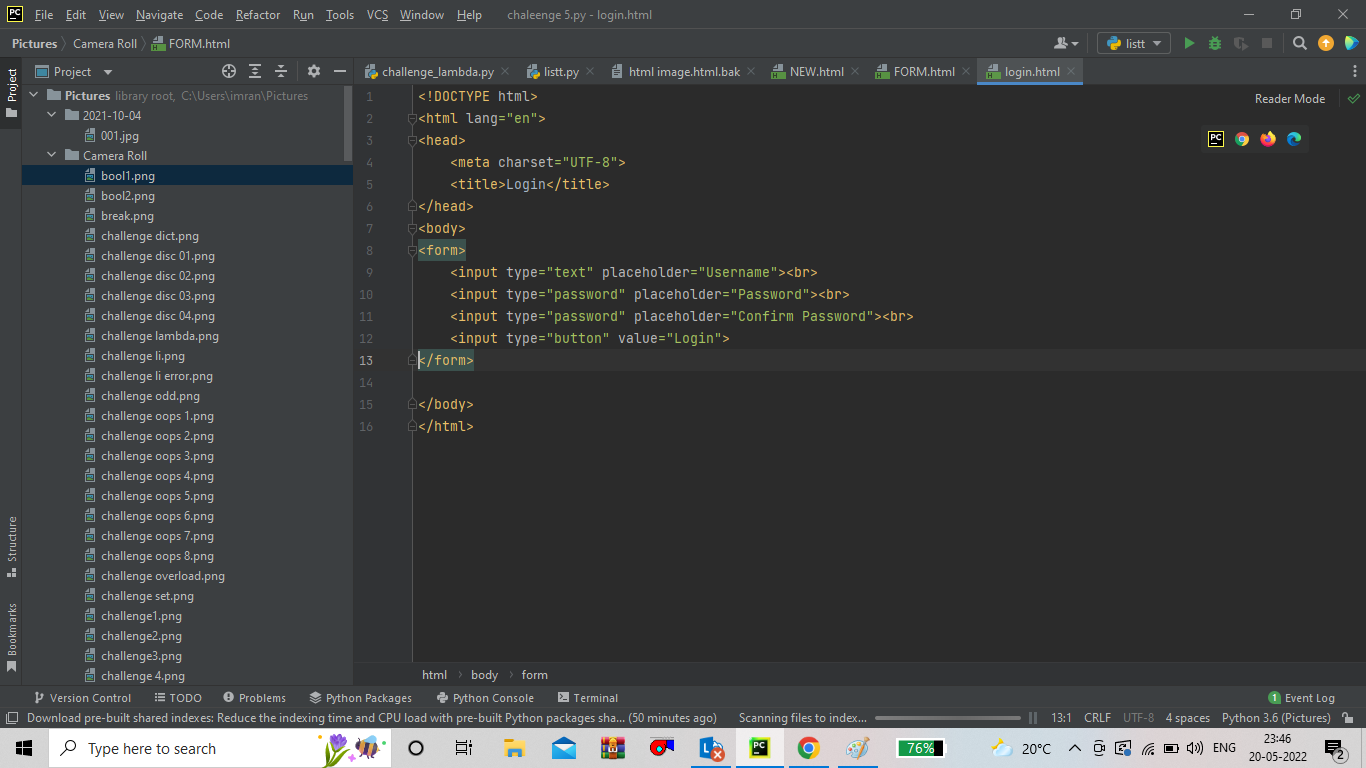 PC File Edit View Navigate Code Refactor Run Tools VCS Window Help chaleenge 5.py - login.html
Pictures Camera Roll FORM.html listt
Project challenge_lambda.py listt.py html image.html.bak NEW.html FORM.html login.html
Project
Structure
Bookmarks
Pictures library root, C:\Users\imran\Pictures
2021-10-04
001.jpg
Camera Roll
bool1.png
bool2.png
break.png
challenge dict.png
challenge disc 01.png
challenge disc 02.png
challenge disc 03.png
challenge disc 04.png
challenge lambda.png
challenge li.png
challenge li error.png
challenge odd.png
challenge oops 1.png
challenge oops 2.png
challenge oops 3.png
challenge oops 4.png
challenge oops 5.png
challenge oops 6.png
challenge oops 7.png
challenge oops 8.png
challenge overload.png
challenge set.png
challenge1.png
challenge2.png
challenge3.png
challenge 4.png
Reader Mode
PC
1 <!DOCTYPE html>
2 <html lang="en">
3 <head>
4 <meta charset="UTF-8">
5 <title>Login</title>
6 </head>
7 <body>
8 <form>
9 <input type="text" placeholder="Username"><br>
10 <input type="password" placeholder="Password"><br>
11 <input type="password" placeholder="Confirm Password"><br>
12 <input type="button" value="Login">
13 </form>
14
15 </body>
16 </html>
html body form
Version Control TODO Problems Python Packages Python Console Terminal 1 Event Log
Download pre-built shared indexes: Reduce the indexing time and CPU load with pre-built Python packages sha... (50 minutes ago) Scanning files to index... 13:1 CRLF UTF-8 4 spaces Python 3.6 (Pictures)
Type here to search PC 76% 20°C ENG 23:46
20-05-2022 2